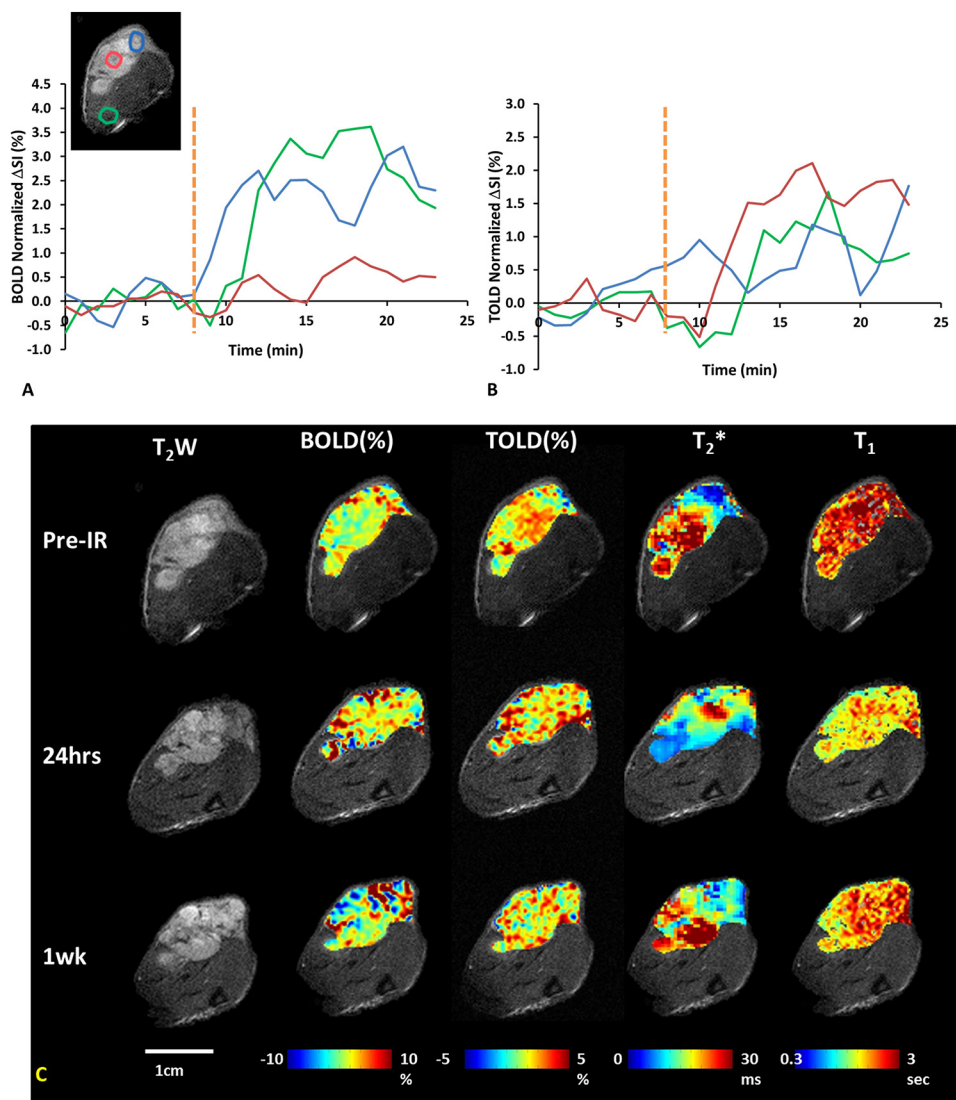 BOLD Normalized ΔSI (%)
4.5
4.0
3.5
3.0
2.5
2.0
1.5
1.0
0.5
0.0
-0.5
-1.0
0
5
10
15
20
25
Time (min)
A
TOLD Normalized ΔSI (%)
3.0
2.5
2.0
1.5
1.0
0.5
0.0
-0.5
-1.0
0
5
10
15
20
25
Time (min)
B
T2W BOLD(%) TOLD(%) T2* T1
Pre-IR
24hrs
1wk
1cm
-10 10 %
-5 5 %
0 30 ms
0.3 3 sec
C